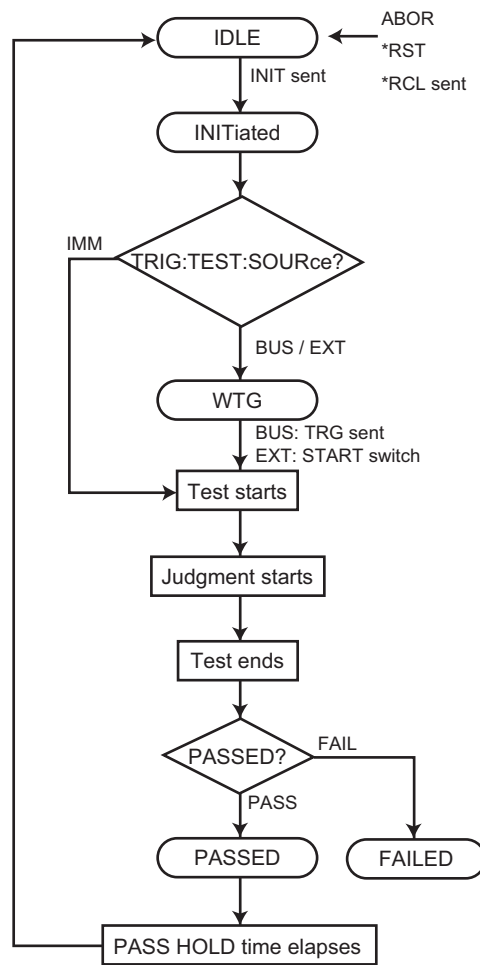 ABOR
IDLE
*RST
INIT sent
*RCL sent
INITiated
IMM
TRIG:TEST:SOURce?
BUS / EXT
WTG
BUS: TRG sent
EXT: START switch
Test starts
Judgment starts
Test ends
PASSED?
FAIL
PASS
PASSED
FAILED
PASS HOLD time elapses